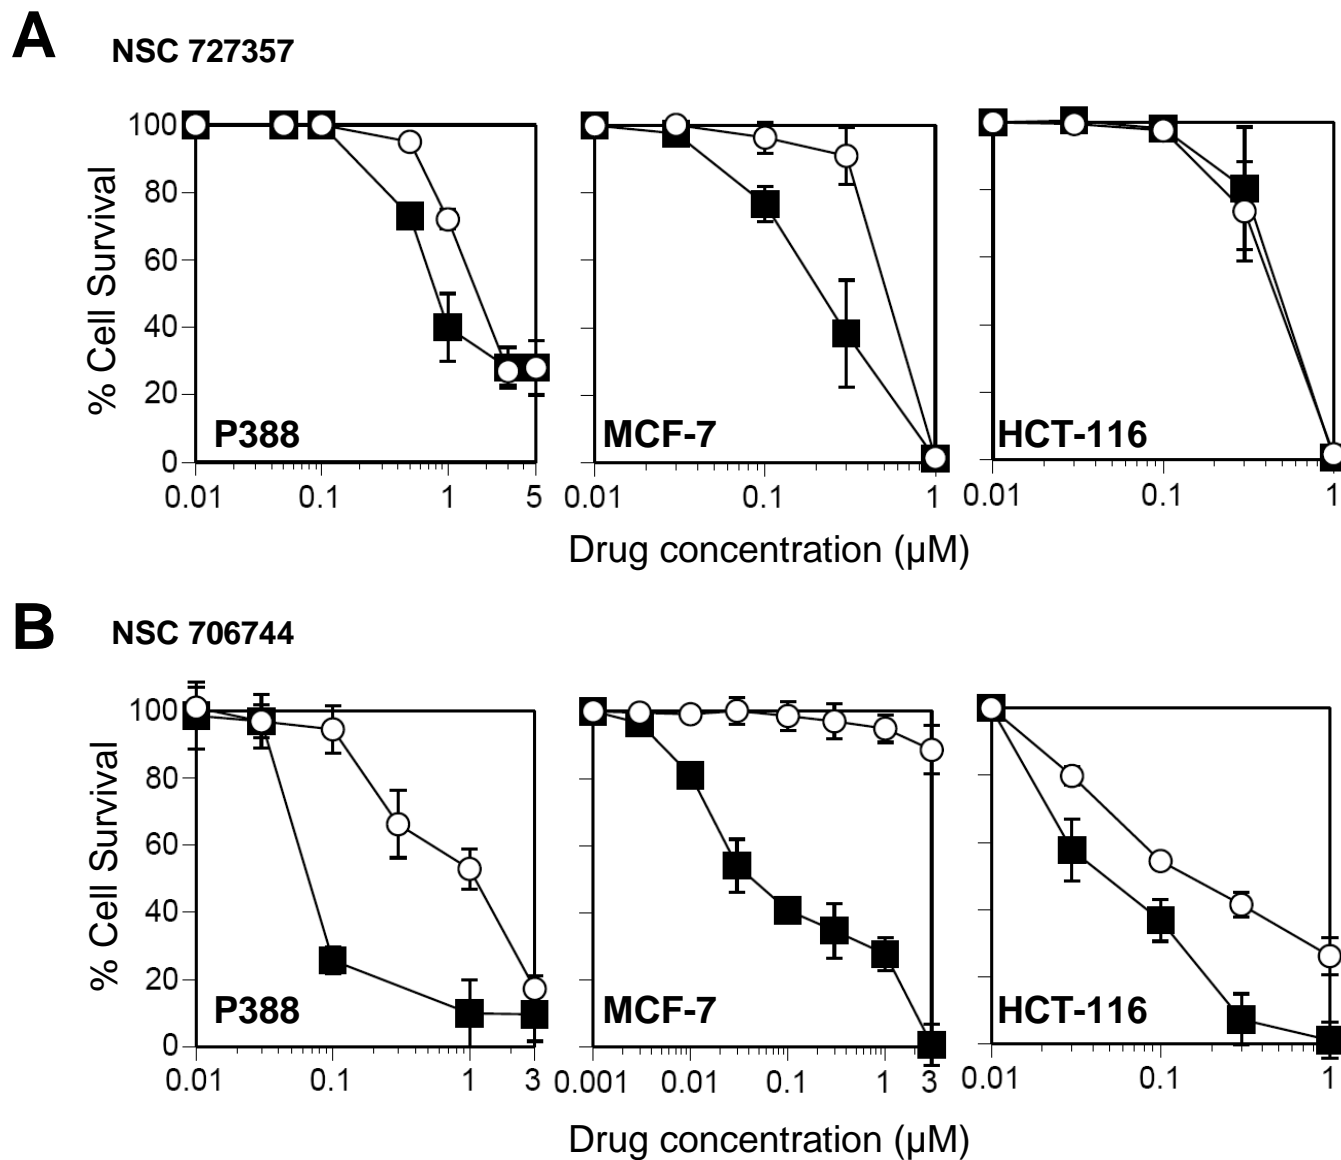 A NSC 727357
100
80
60
40
20
0
% Cell Survival
P388 MCF-7 HCT-116
0.01 0.1 1 5 0.01 0.1 1 0.01 0.1 1
Drug concentration (µM)
B NSC 706744
100
80
60
40
20
0
% Cell Survival
P388 MCF-7 HCT-116
0.01 0.1 1 3 0.001 0.01 0.1 1 3 0.01 0.1 1
Drug concentration (µM)